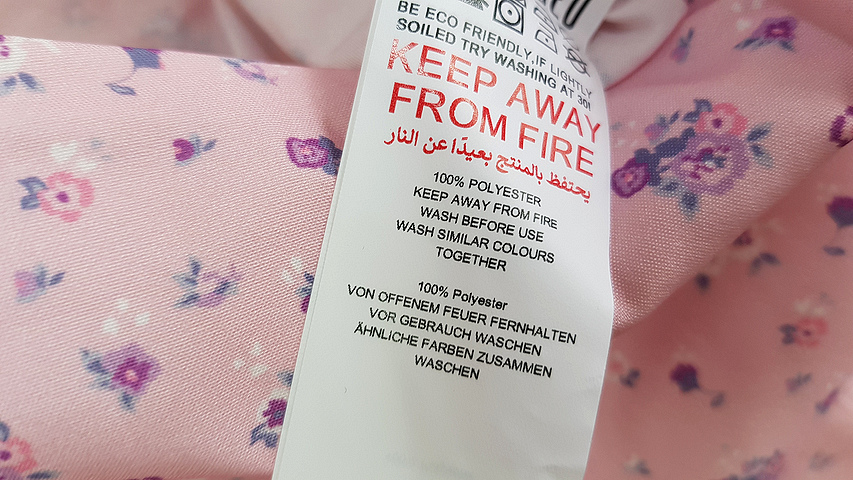 BE ECO FRIENDLY,IF LIGHTLY
SOILED TRY WASHING AT 30!
KEEP AWAY
FROM FIRE
يحتفظ بالمنتج بعيدًا عن النار
100% POLYESTER
KEEP AWAY FROM FIRE
WASH BEFORE USE
WASH SIMILAR COLOURS
TOGETHER
100% Polyester
VON OFFENEM FEUER FERNHALTEN
VOR GEBRAUCH WASCHEN
ÄHNLICHE FARBEN ZUSAMMEN
WASCHEN